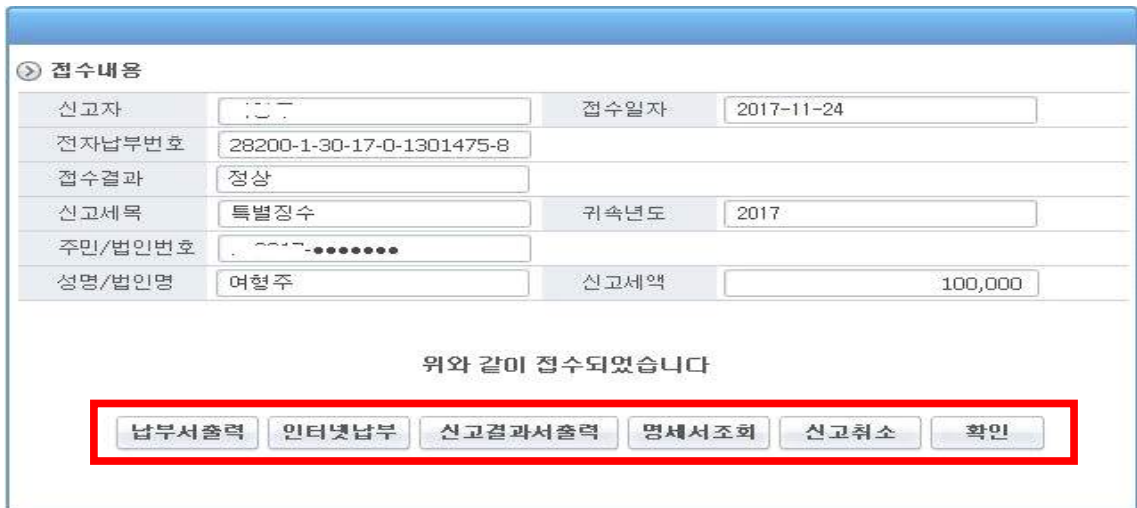 접수내용
신고자 접수일자 2017-11-24
전자납부번호 28200-1-30-17-0-1301475-8
접수결과 정상
신고세목 특별징수 귀속년도 2017
주민/법인번호 -●●●●●●●
성명/법인명 여형주 신고세액 100,000
위와 같이 접수되었습니다
납부서출력 인터넷납부 신고결과서출력 명세서조회 신고취소 확인